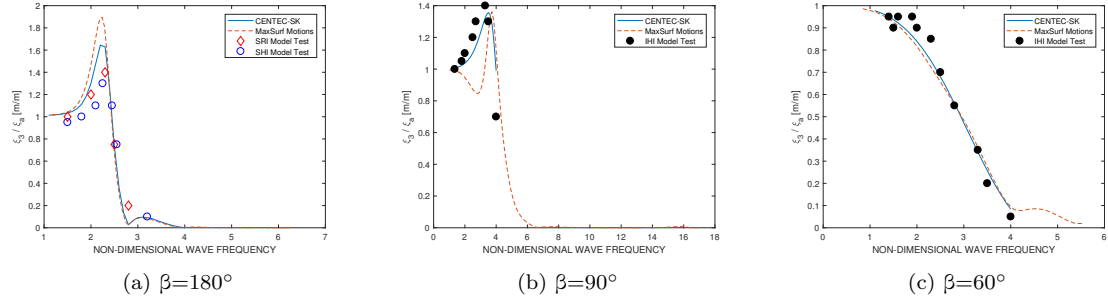 2
1.8
1.6
1.4
1.2
1
0.8
0.6
0.4
0.2
0
ξ3 / ξa [m/m]
1 2 3 4 5 6 7
NON-DIMENSIONAL WAVE FREQUENCY
CENTEC-SK
MaxSurf Motions
SRI Model Test
SHI Model Test
(a) β=180°
1.4
1.2
1
0.8
0.6
0.4
0.2
0
ξ3 / ξa [m/m]
0 2 4 6 8 10 12 14 16 18
NON-DIMENSIONAL WAVE FREQUENCY
CENTEC-SK
MaxSurf Motions
IHI Model Test
(b) β=90°
1
0.9
0.8
0.7
0.6
0.5
0.4
0.3
0.2
0.1
0
ξ3 / ξa [m/m]
0 1 2 3 4 5 6
NON-DIMENSIONAL WAVE FREQUENCY
CENTEC-SK
MaxSurf Motions
IHI Model Test
(c) β=60°